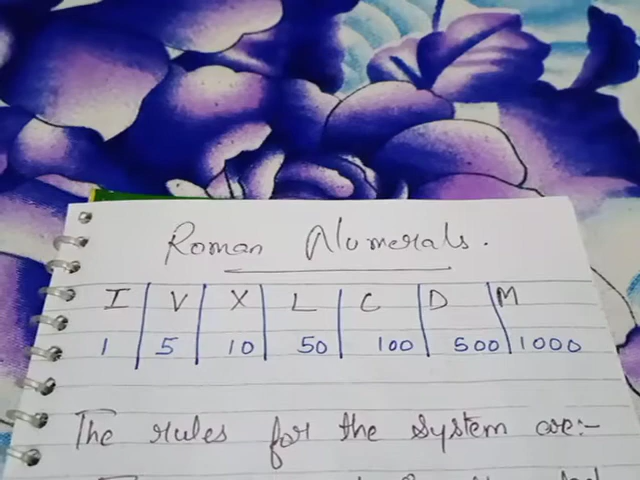 Roman Numerals.
I V X L C D M
1 5 10 50 100 500 1000
The rules for the system are:-